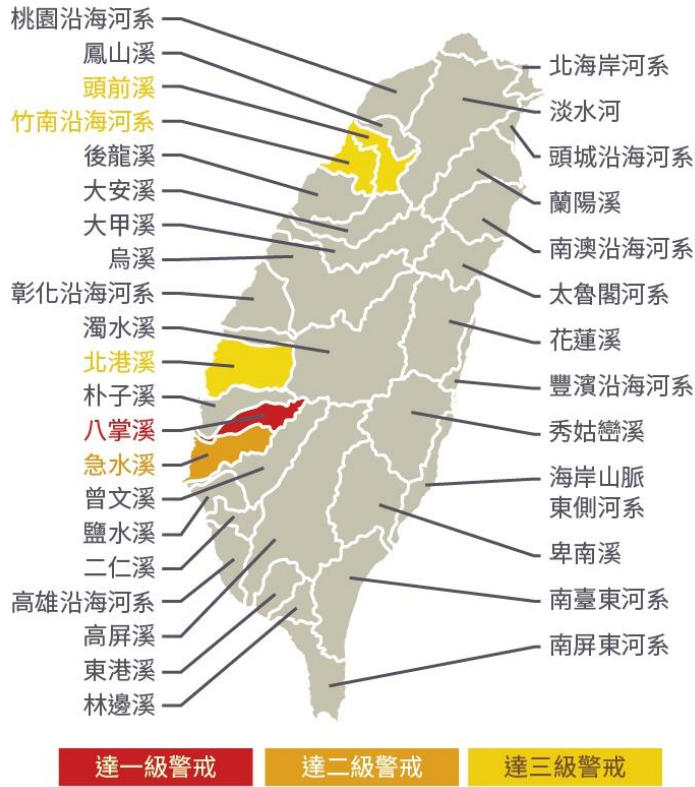 桃園沿海河系
鳳山溪
頭前溪
竹南沿海河系
後龍溪
大安溪
大甲溪
烏溪
彰化沿海河系
濁水溪
北港溪
朴子溪
八掌溪
急水溪
曾文溪
鹽水溪
二仁溪
高雄沿海河系
高屏溪
東港溪
林邊溪
北海岸河系
淡水河
頭城沿海河系
蘭陽溪
南澳沿海河系
太魯閣河系
花蓮溪
豐濱沿海河系
秀姑巒溪
海岸山脈
東側河系
卑南溪
南臺東河系
南屏東河系
達一級警戒
達二級警戒
達三級警戒